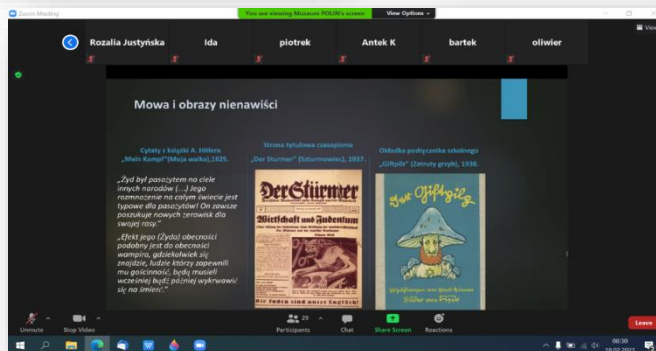 Zoom Meeting
You are viewing Muzeum POLIN's screen
View Options
View
Rozalia Justyńska
Ida
piotrek
Antek K
bartek
oliwier
Mowa i obrazy nienawiści
Cytaty z książki A. Hitlera
„Mein Kampf"(Moja walka),1925.
„Żyd był pasożytem na ciele
innych narodów (...) Jego
rozmnożenie na całym świecie jest
typowe dla pasożytów! On zawsze
poszukuje nowych żerowisk dla
swojej rasy."
„Efekt jego (Żyda) obecności
podobny jest do obecności
wampira, gdziekolwiek się
znajdzie, ludzie którzy zapewnili
mu gościnność, będą musieli
wcześniej bądź później wykrwawić
się na śmierć."
Strona tytułowa czasopisma
„Der Sturmer" (Szturmowiec), 1937.
Der Stürmer
Wirtschaft und Judentum
Die Juden sind unser Unglück!
Okładka podręcznika szkolnego
„Giftpilz" (Zatruty grzyb), 1938.
Der Giftpilz
Unmute
Stop Video
29
Participants
Chat
Share Screen
Reactions
Leave
08:30